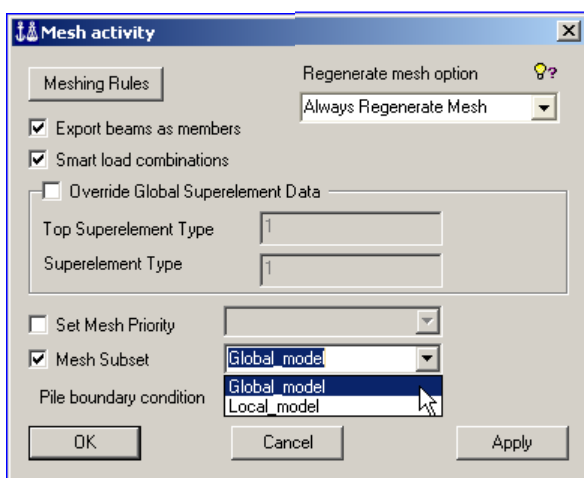 Mesh activity
Meshing Rules
Regenerate mesh option
?
Always Regenerate Mesh
Export beams as members
Smart load combinations
Override Global Superelement Data
Top Superelement Type 1
Superelement Type 1
Set Mesh Priority
Mesh Subset Global_model
Global_model
Pile boundary condition
Local_model
OK Cancel Apply